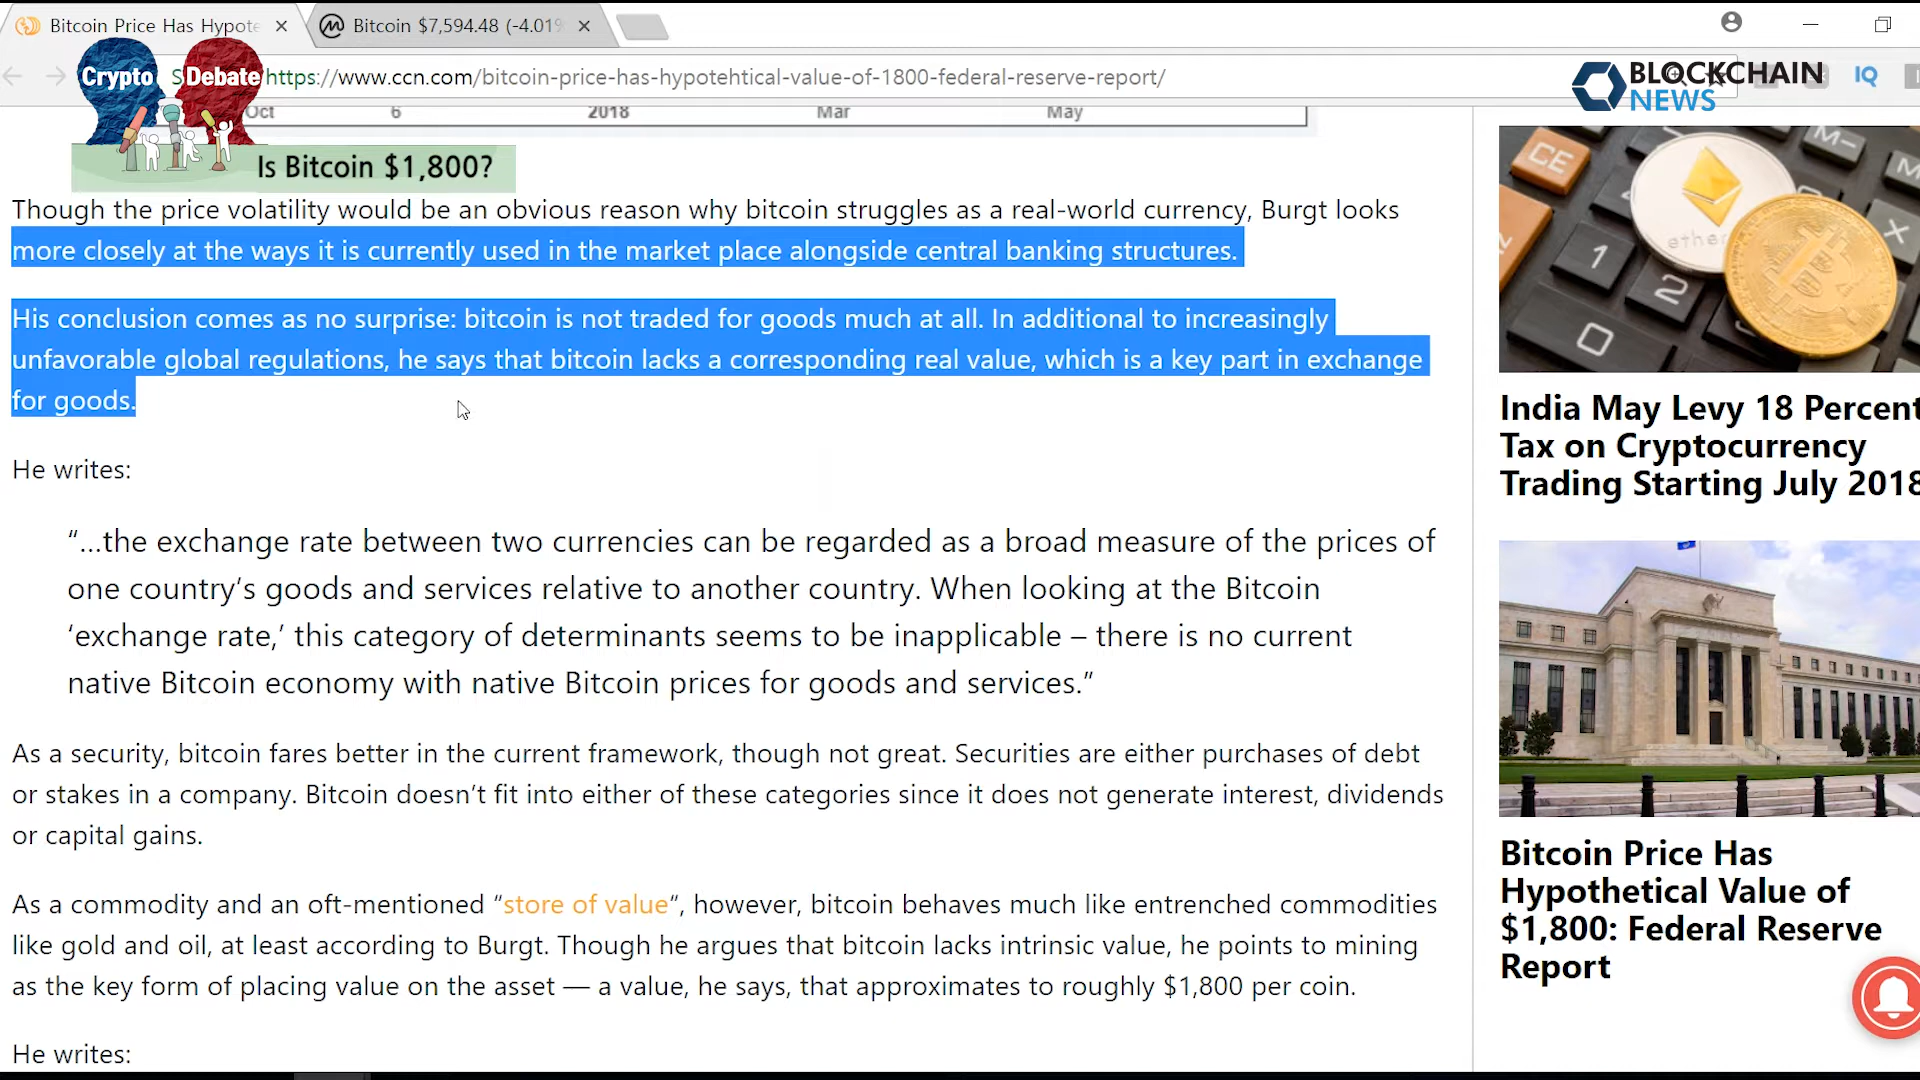 Bitcoin Price Has Hypote
Bitcoin $7,594.48 (-4.01%
https://www.ccn.com/bitcoin-price-has-hypotehtical-value-of-1800-federal-reserve-report/
Crypto Debate
BLOCKCHAIN
NEWS
IQ
Oct 6 2018 Mar May
Is Bitcoin $1,800?
Though the price volatility would be an obvious reason why bitcoin struggles as a real-world currency, Burgt looks
more closely at the ways it is currently used in the market place alongside central banking structures.
His conclusion comes as no surprise: bitcoin is not traded for goods much at all. In additional to increasingly
unfavorable global regulations, he says that bitcoin lacks a corresponding real value, which is a key part in exchange
for goods.
He writes:
“…the exchange rate between two currencies can be regarded as a broad measure of the prices of
one country’s goods and services relative to another country. When looking at the Bitcoin
‘exchange rate,’ this category of determinants seems to be inapplicable – there is no current
native Bitcoin economy with native Bitcoin prices for goods and services.”
As a security, bitcoin fares better in the current framework, though not great. Securities are either purchases of debt
or stakes in a company. Bitcoin doesn’t fit into either of these categories since it does not generate interest, dividends
or capital gains.
As a commodity and an oft-mentioned “store of value“, however, bitcoin behaves much like entrenched commodities
like gold and oil, at least according to Burgt. Though he argues that bitcoin lacks intrinsic value, he points to mining
as the key form of placing value on the asset — a value, he says, that approximates to roughly $1,800 per coin.
He writes:
CE
M-
M
X
1
2
0
India May Levy 18 Percent
Tax on Cryptocurrency
Trading Starting July 2018
Bitcoin Price Has
Hypothetical Value of
$1,800: Federal Reserve
Report